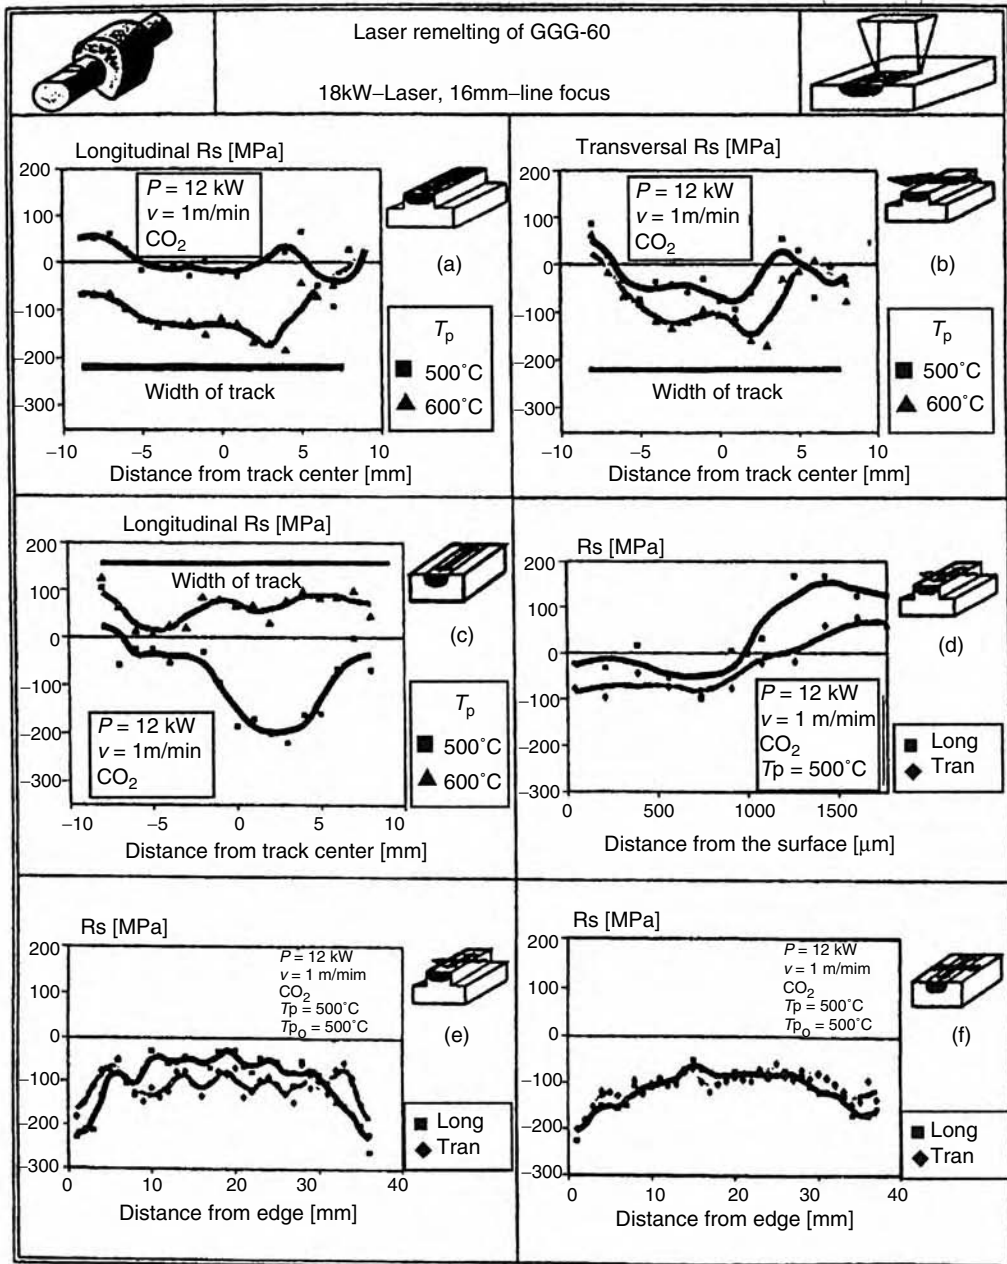 Laser remelting of GGG-60
18kW–Laser, 16mm–line focus
Longitudinal Rs [MPa]
200
100
0
–100
–200
–300
P = 12 kW
v = 1m/min
CO2
Width of track
–10
–5
0
5
10
Distance from track center [mm]
(a)
Tp
500°C
600°C
Transversal Rs [MPa]
200
100
0
–100
–200
–300
P = 12 kW
v = 1m/min
CO2
Width of track
–10
–5
0
5
10
Distance from track center [mm]
(b)
Tp
500°C
600°C
Longitudinal Rs [MPa]
200
100
0
–100
–200
–300
Width of track
P = 12 kW
v = 1m/min
CO2
–10
–5
0
5
10
Distance from track center [mm]
(c)
Tp
500°C
600°C
Rs [MPa]
200
100
0
–100
–200
–300
P = 12 kW
v = 1 m/mim
CO2
Tp = 500°C
0
500
1000
1500
Distance from the surface [μm]
(d)
Long
Tran
Rs [MPa]
200
100
0
–100
–200
–300
P = 12 kW
v = 1 m/mim
CO2
Tp = 500°C
Tpo = 500°C
0
10
20
30
40
Distance from edge [mm]
(e)
Long
Tran
Rs [MPa]
200
100
0
–100
–200
–300
P = 12 kW
v = 1 m/mim
CO2
Tp = 500°C
Tpo = 500°C
0
10
20
30
40
Distance from edge [mm]
(f)
Long
Tran